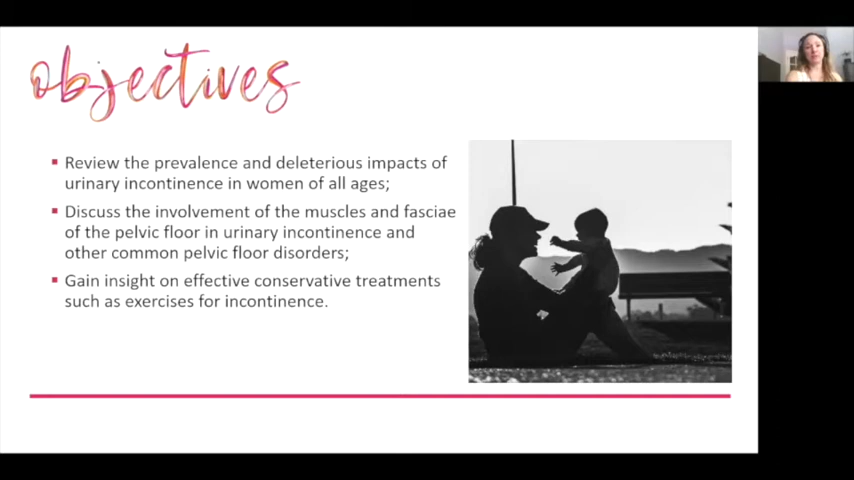 objectives
▪ Review the prevalence and deleterious impacts of
urinary incontinence in women of all ages;
▪ Discuss the involvement of the muscles and fasciae
of the pelvic floor in urinary incontinence and
other common pelvic floor disorders;
▪ Gain insight on effective conservative treatments
such as exercises for incontinence.